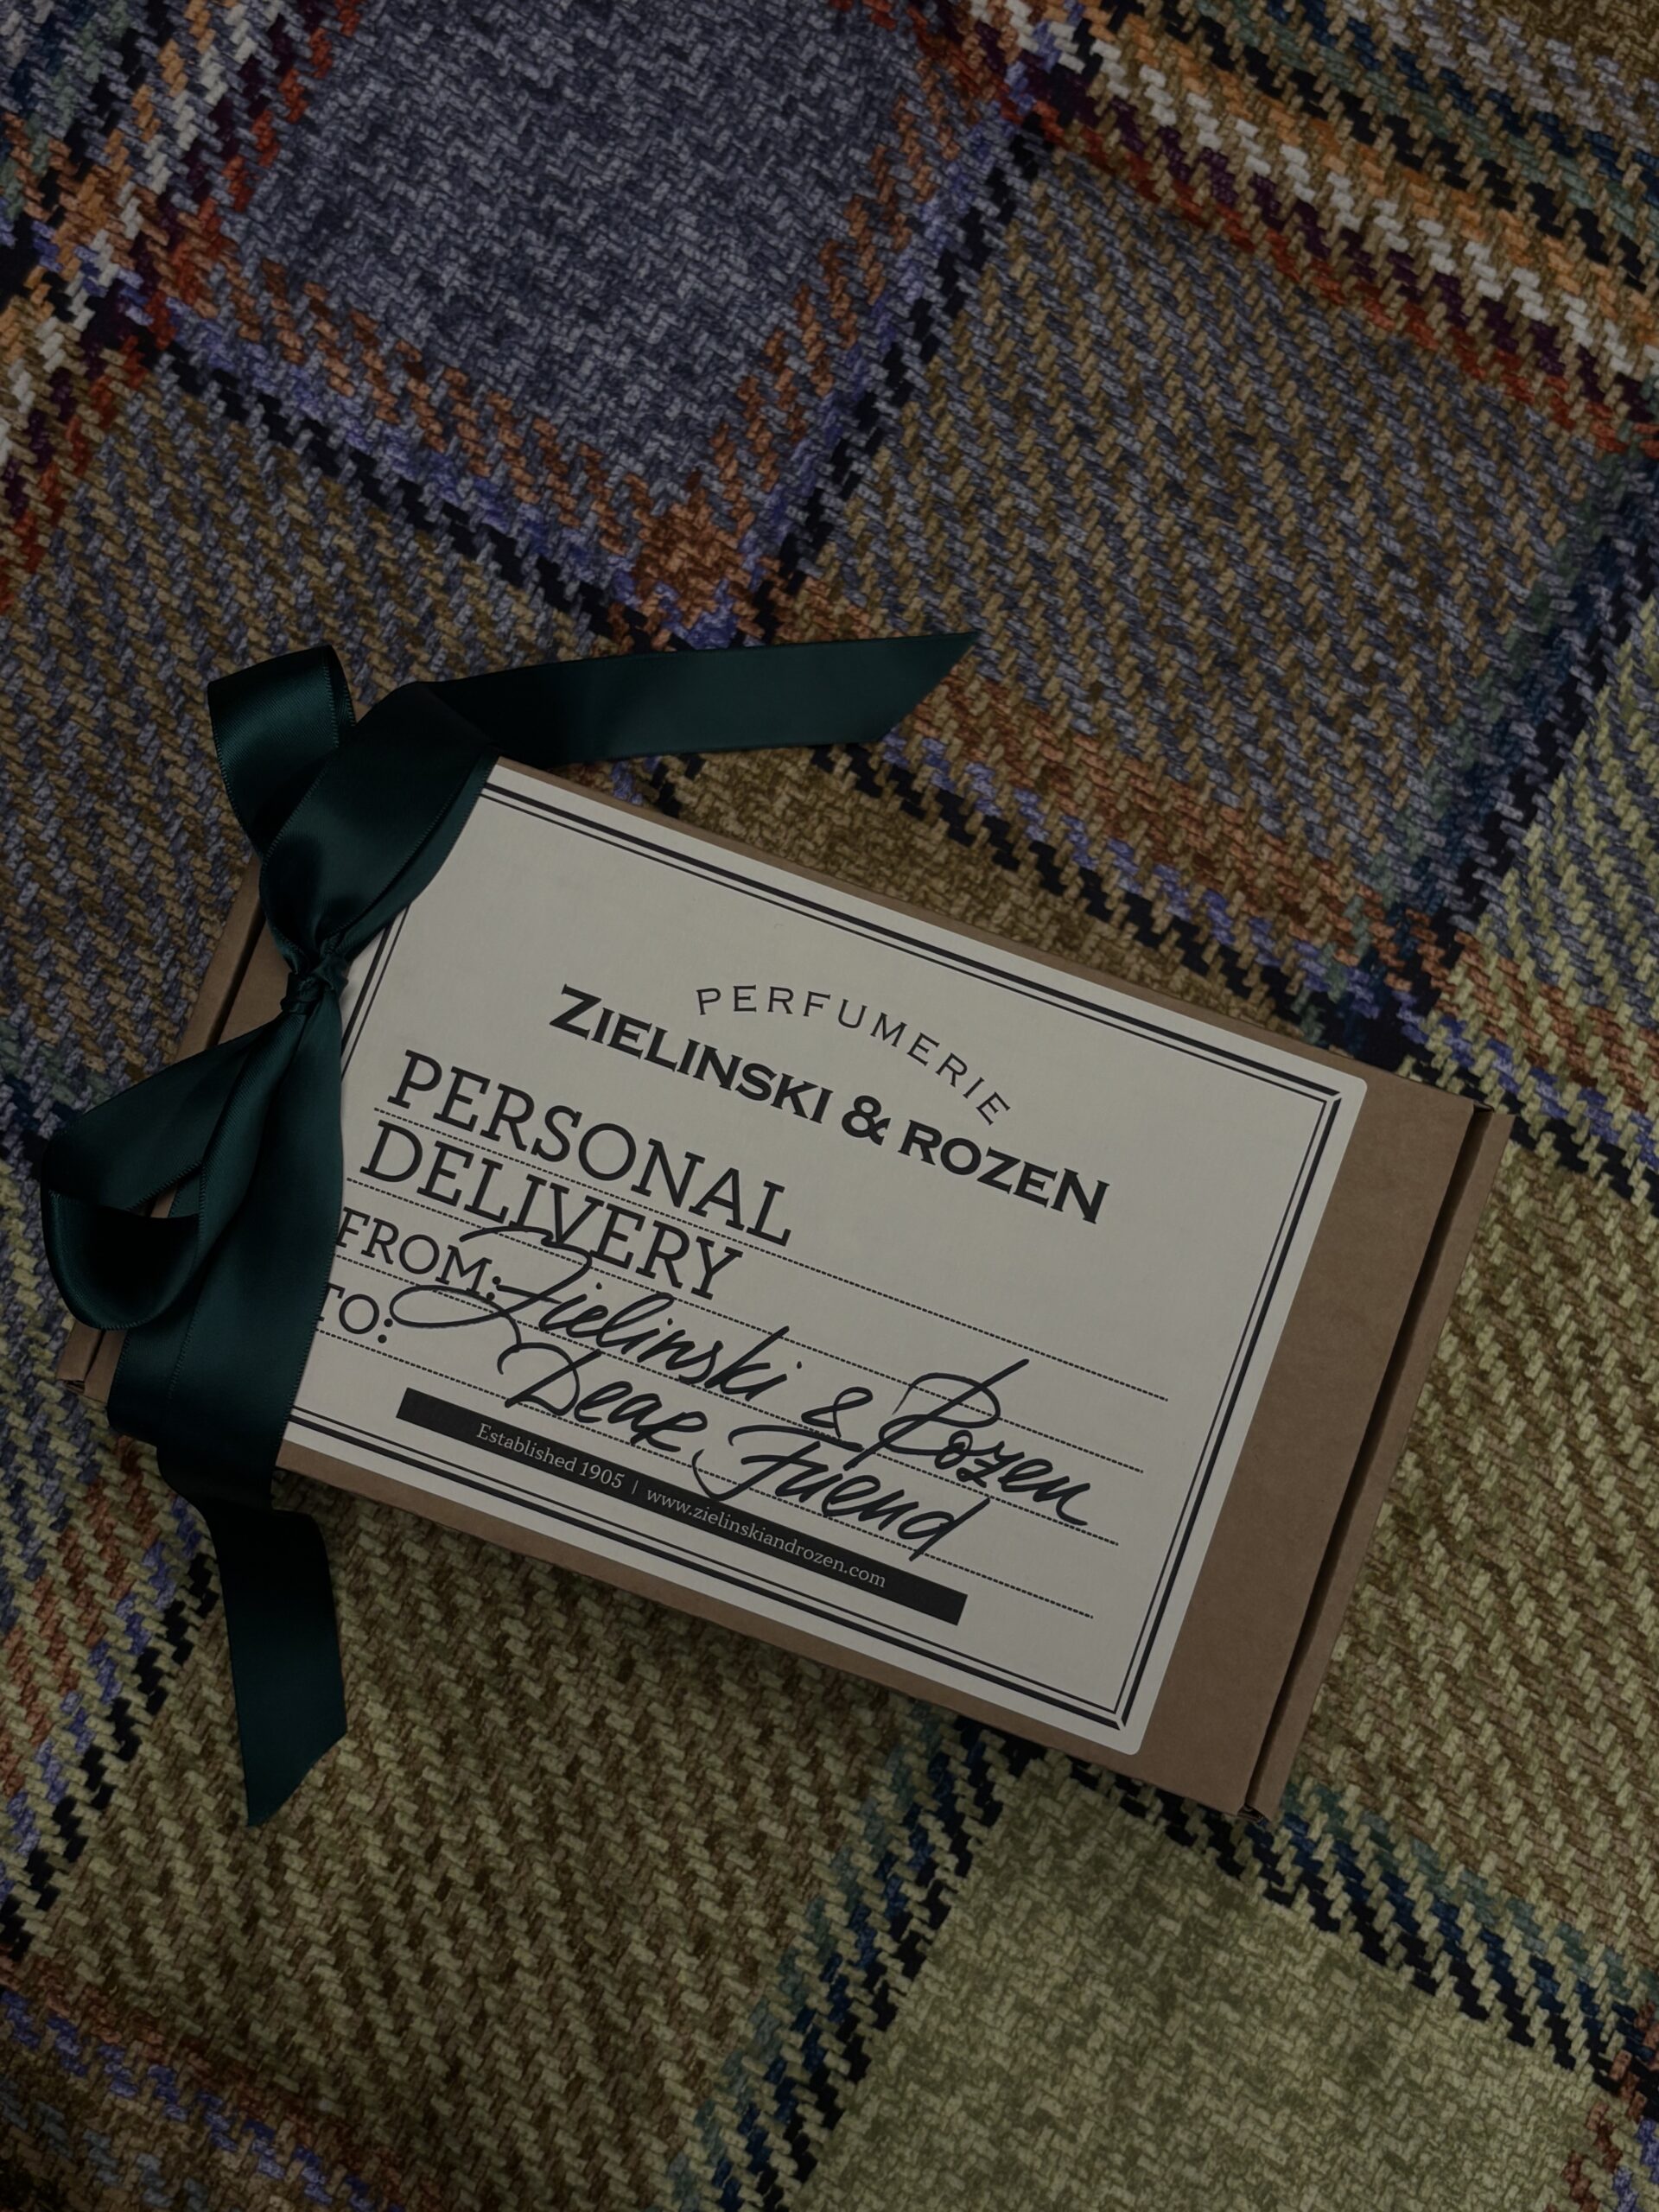 PERFUMERIE
ZIELINSKI & ROZEN
PERSONAL
DELIVERY
FROM: Zielinski & Rozen
TO: Dear Friend
Established 1905 | www.zielinskiandrozen.com